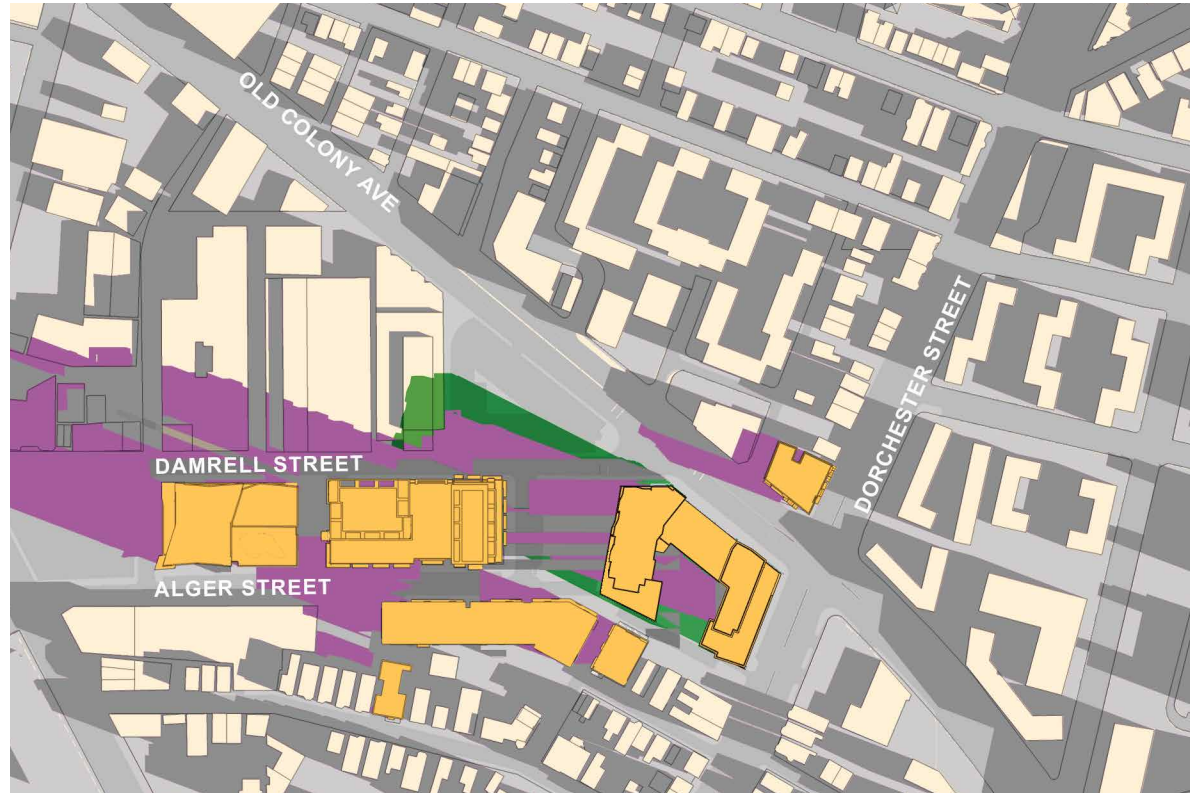 OLD COLONY AVE
DORCHESTER STREET
DAMRELL STREET
ALGER STREET